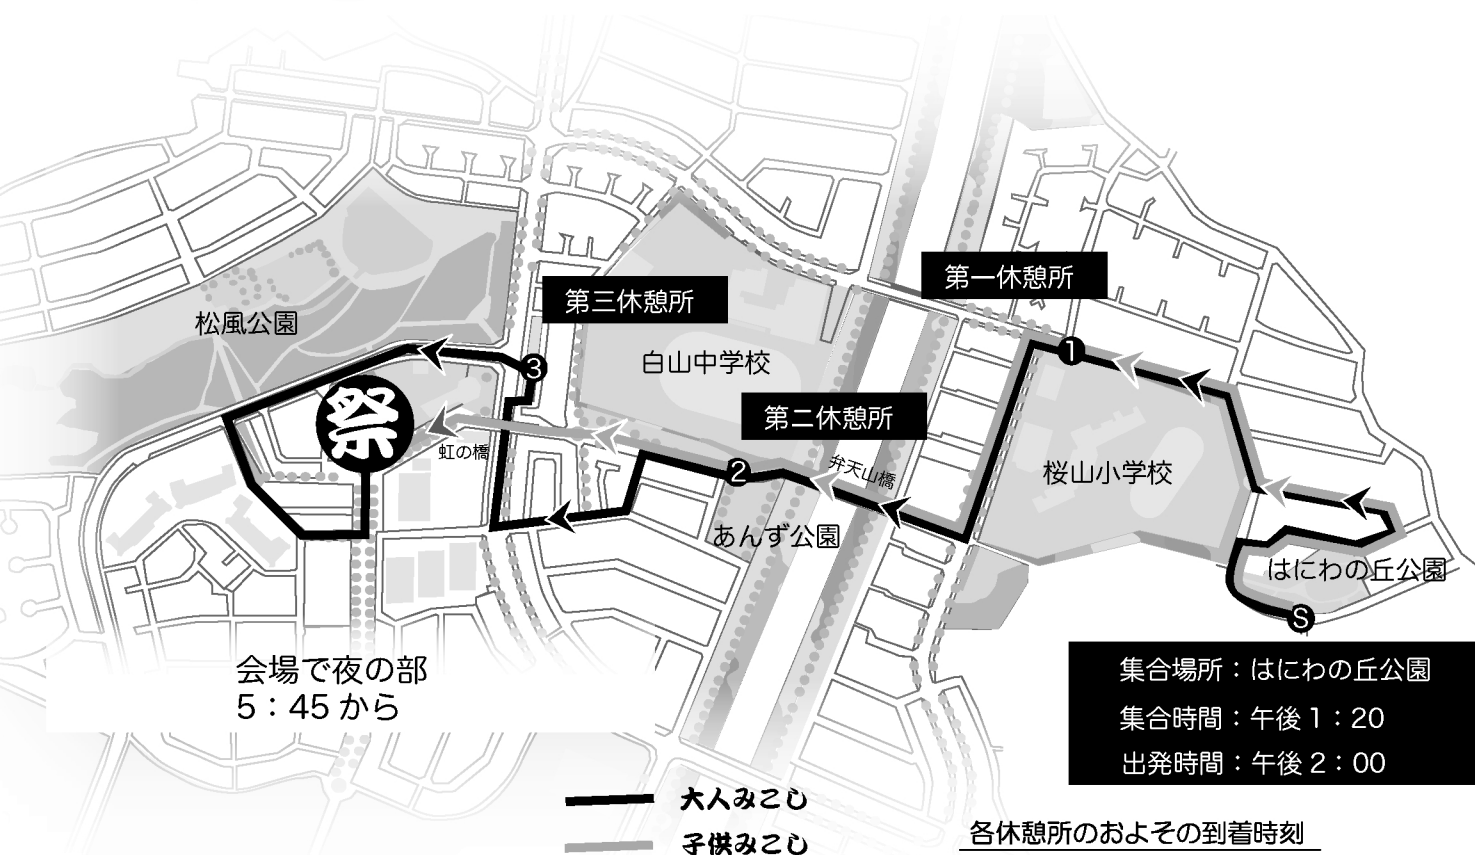 第一休憩所
第三休憩所
松風公園
白山中学校
1
3
祭
第二休憩所
虹の橋
2
弁天山橋
桜山小学校
あんず公園
はにわの丘公園
S
集合場所：はにわの丘公園
集合時間：午後1：20
出発時間：午後2：00
会場で夜の部
5：45から
大人みこし
子供みこし
各休憩所のおよその到着時刻